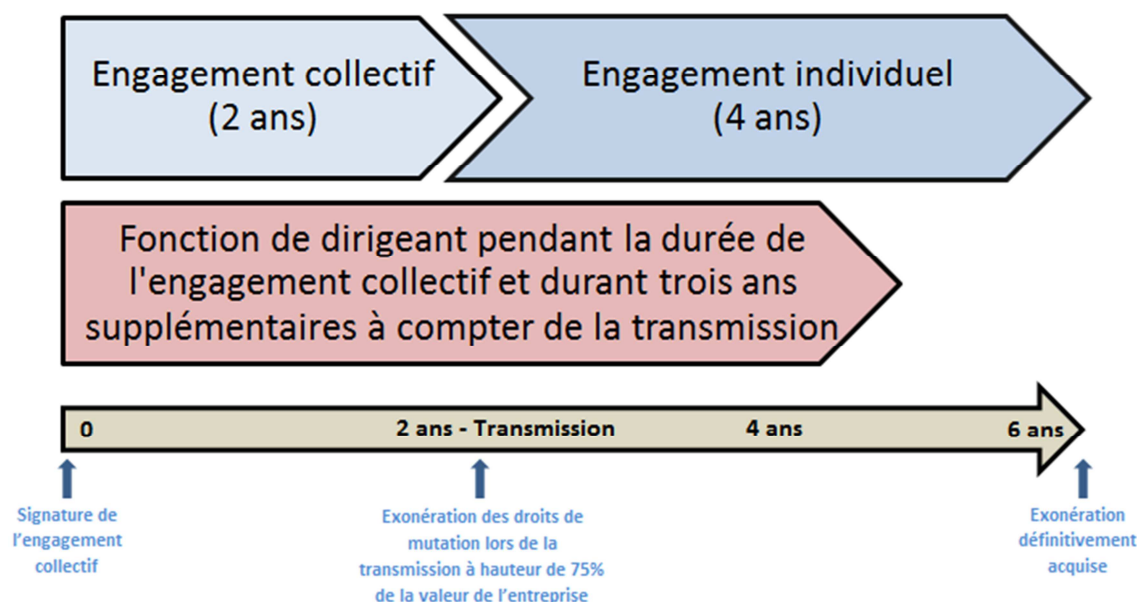 Engagement collectif
(2 ans)
Engagement individuel
(4 ans)
Fonction de dirigeant pendant la durée de
l'engagement collectif et durant trois ans
supplémentaires à compter de la transmission
0
2 ans - Transmission
4 ans
6 ans
Signature de
l’engagement
collectif
Exonération des droits de
mutation lors de la
transmission à hauteur de 75%
de la valeur de l’entreprise
Exonération
définitivement
acquise